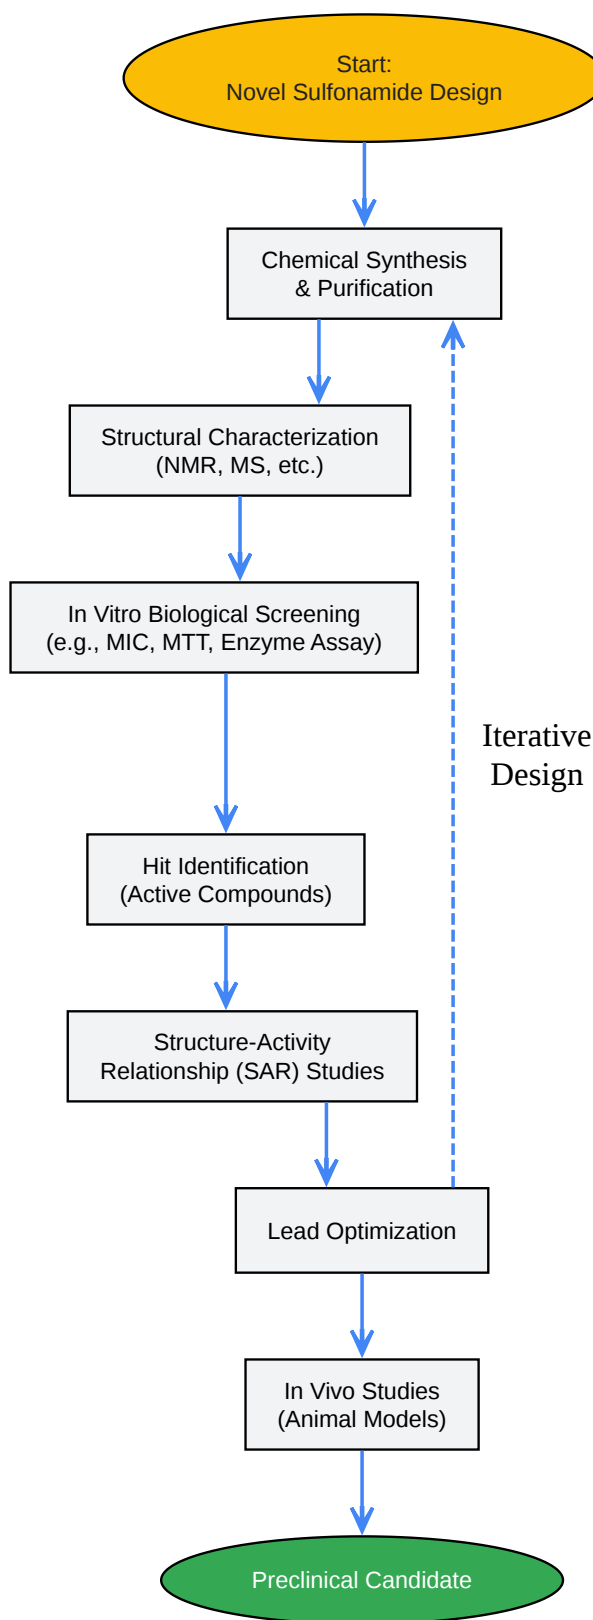 Start:
Novel Sulfonamide Design
Chemical Synthesis
& Purification
Structural Characterization
(NMR, MS, etc.)
In Vitro Biological Screening
(e.g., MIC, MTT, Enzyme Assay)
Iterative
Design
Hit Identification
(Active Compounds)
Structure-Activity
Relationship (SAR) Studies
Lead Optimization
In Vivo Studies
(Animal Models)
Preclinical Candidate